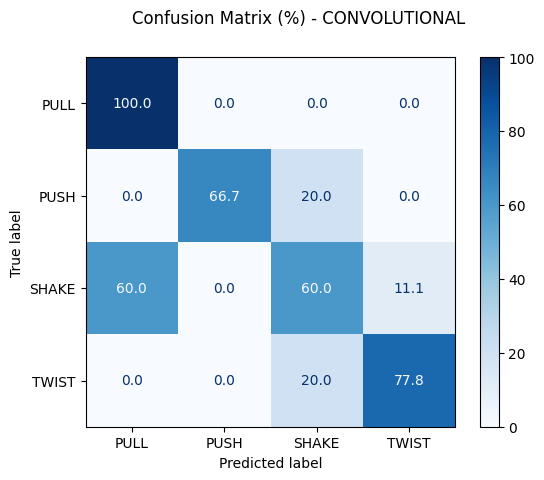 Confusion Matrix (%) - CONVOLUTIONAL
100
PULL 100.0 0.0 0.0 0.0
80
PUSH 0.0 66.7 20.0 0.0
60
True label
SHAKE 60.0 0.0 60.0 11.1
40
20
TWIST 0.0 0.0 20.0 77.8
0
PULL PUSH SHAKE TWIST
Predicted label